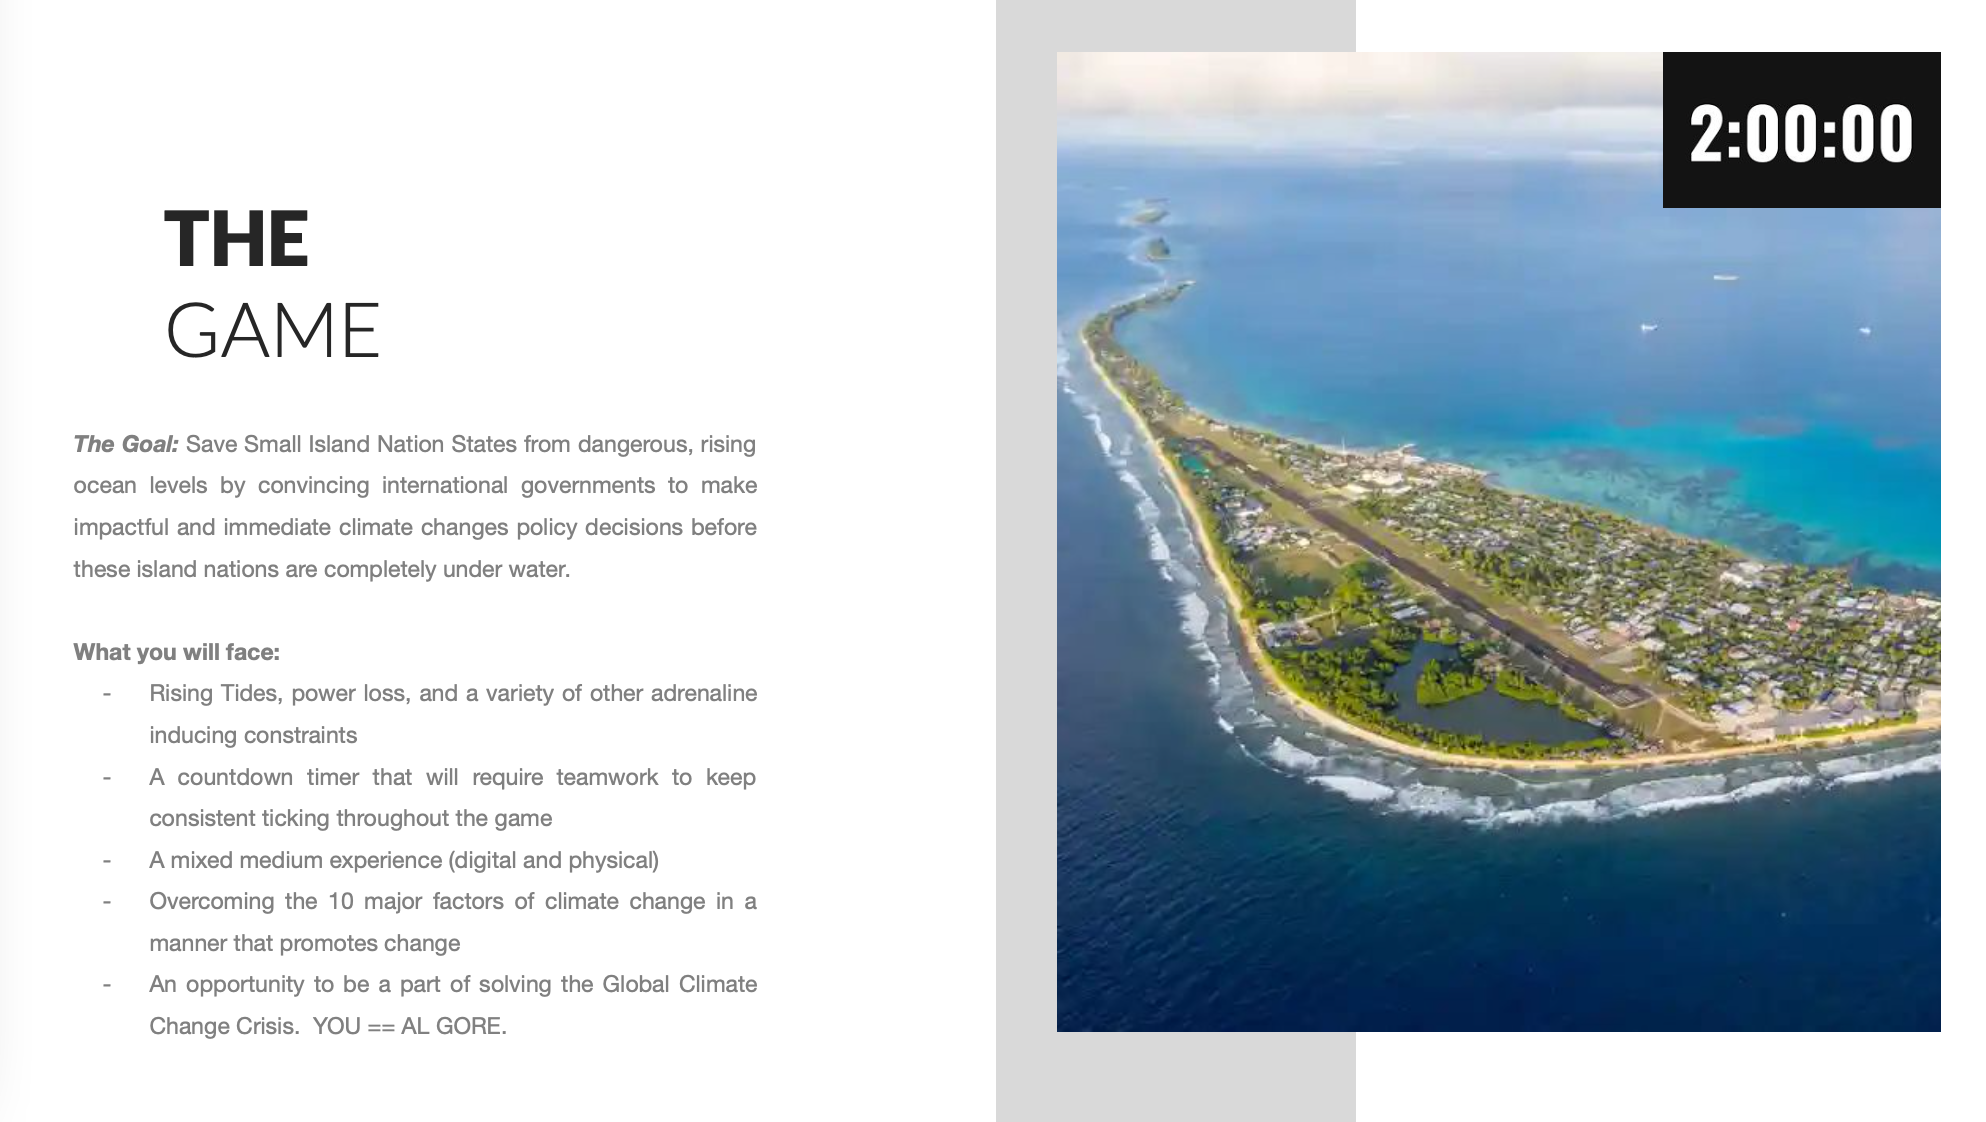 THE
GAME
2:00:00
The Goal: Save Small Island Nation States from dangerous, rising
ocean levels by convincing international governments to make
impactful and immediate climate changes policy decisions before
these island nations are completely under water.
What you will face:
- Rising Tides, power loss, and a variety of other adrenaline
inducing constraints
- A countdown timer that will require teamwork to keep
consistent ticking throughout the game
- A mixed medium experience (digital and physical)
- Overcoming the 10 major factors of climate change in a
manner that promotes change
- An opportunity to be a part of solving the Global Climate
Change Crisis.  YOU == AL GORE.